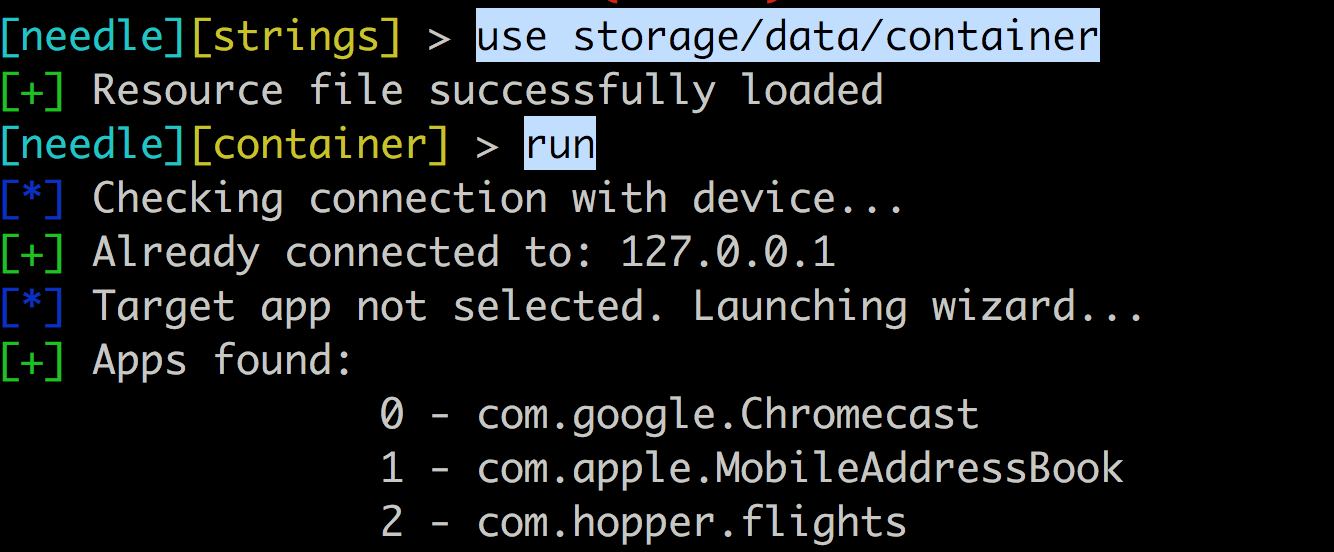 [needle][strings] > use storage/data/container
[+] Resource file successfully loaded
[needle][container] > run
[*] Checking connection with device...
[+] Already connected to: 127.0.0.1
[*] Target app not selected. Launching wizard...
[+] Apps found:
0 - com.google.Chromecast
1 - com.apple.MobileAddressBook
2 - com.hopper.flights